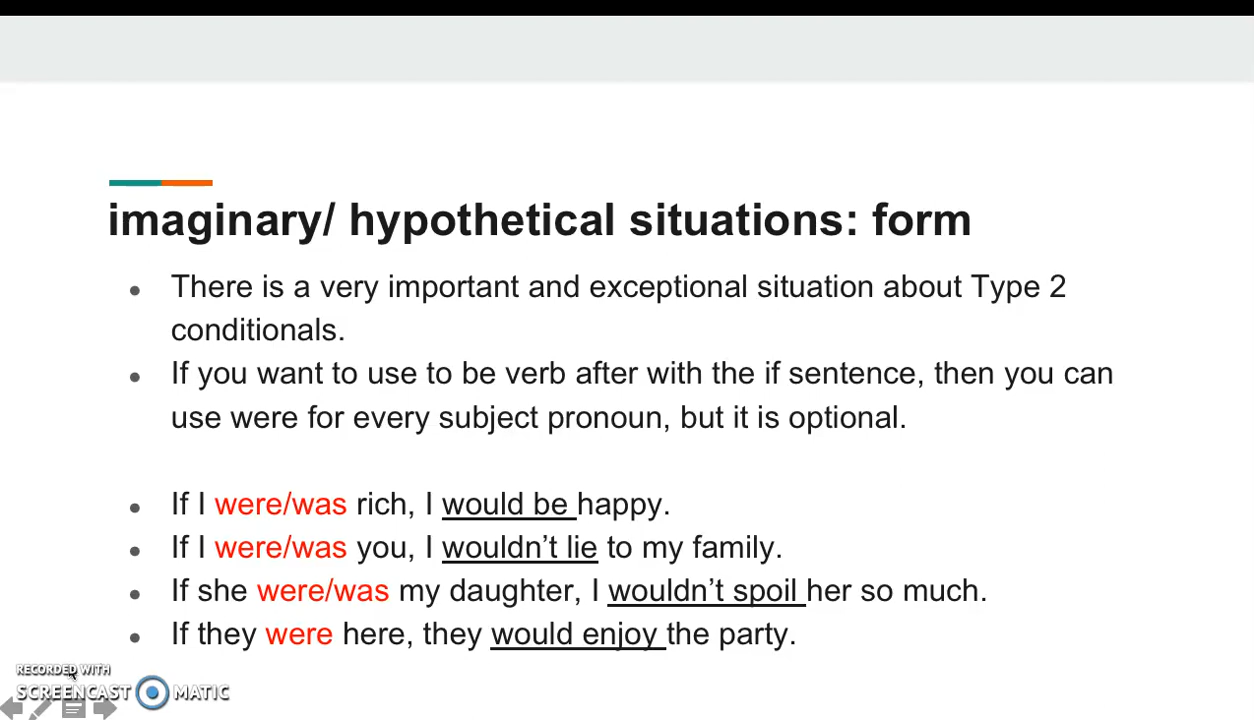 imaginary/ hypothetical situations: form
● There is a very important and exceptional situation about Type 2
conditionals.
● If you want to use to be verb after with the if sentence, then you can
use were for every subject pronoun, but it is optional.
● If I were/was rich, I would be happy.
● If I were/was you, I wouldn’t lie to my family.
● If she were/was my daughter, I wouldn’t spoil her so much.
● If they were here, they would enjoy the party.
RECORDED WITH
SCREENCAST MATIC